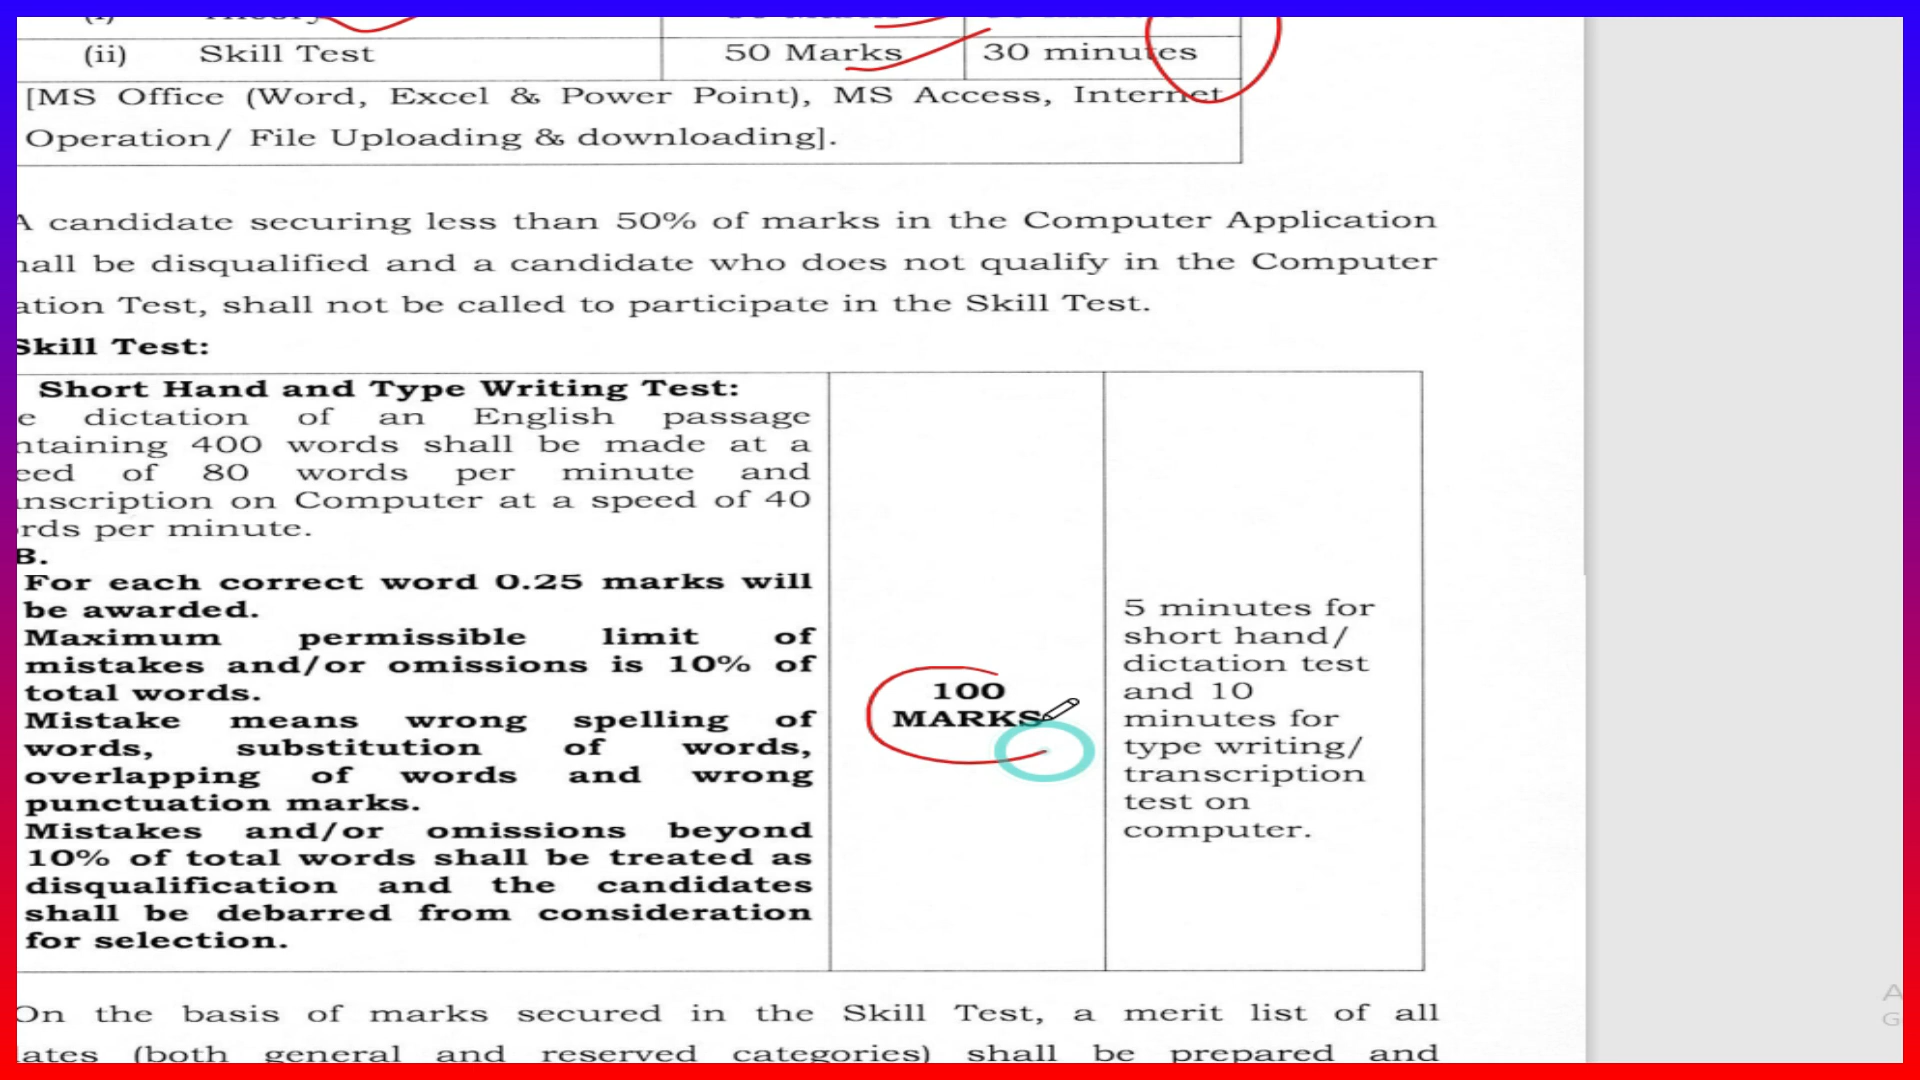 (ii) Skill Test 50 Marks 30 minutes
[MS Office (Word, Excel & Power Point), MS Access, Internet
Operation/ File Uploading & downloading].
A candidate securing less than 50% of marks in the Computer Application
hall be disqualified and a candidate who does not qualify in the Computer
ation Test, shall not be called to participate in the Skill Test.
Skill Test:
Short Hand and Type Writing Test:
e dictation of an English passage
ntaining 400 words shall be made at a
eed of 80 words per minute and
nscription on Computer at a speed of 40
rds per minute.
B.
For each correct word 0.25 marks will
be awarded.
Maximum permissible limit of
mistakes and/or omissions is 10% of
total words.
Mistake means wrong spelling of
words, substitution of words,
overlapping of words and wrong
punctuation marks.
Mistakes and/or omissions beyond
10% of total words shall be treated as
disqualification and the candidates
shall be debarred from consideration
for selection.
100
MARKS
5 minutes for
short hand/
dictation test
and 10
minutes for
type writing/
transcription
test on
computer.
On the basis of marks secured in the Skill Test, a merit list of all
lates (both general and reserved categories) shall be prepared and